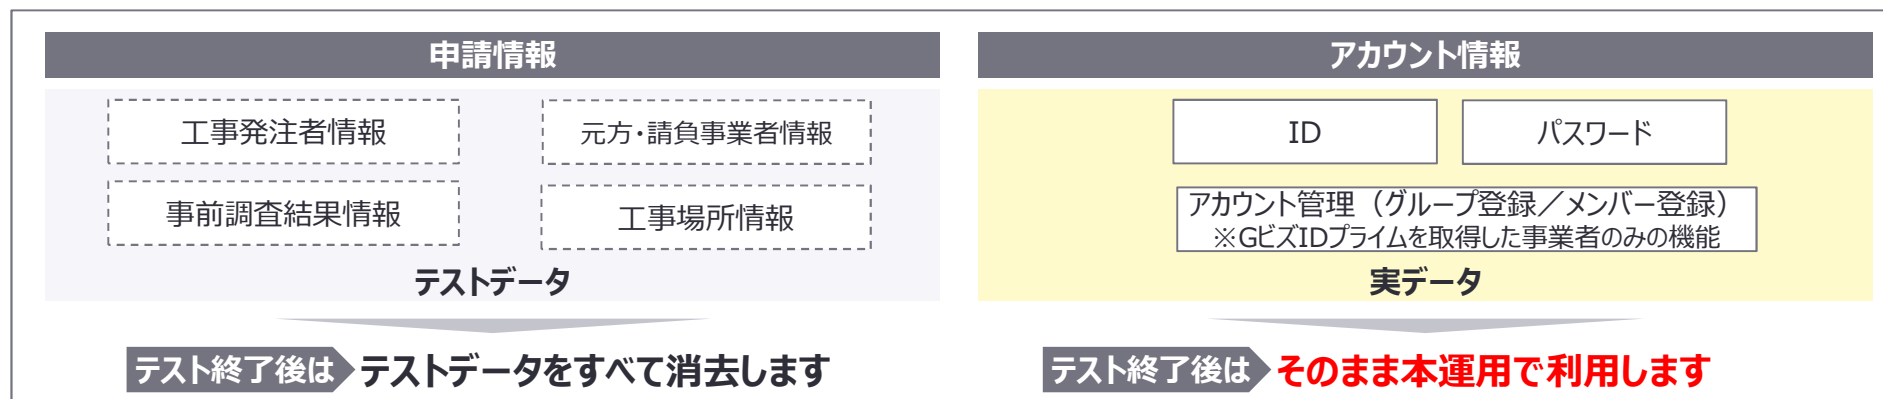 申請情報
工事発注者情報
元方・請負事業者情報
事前調査結果情報
工事場所情報
テストデータ
テスト終了後は
テストデータをすべて消去します
アカウント情報
ID
パスワード
アカウント管理（グループ登録／メンバー登録）
※GビズIDプライムを取得した事業者のみの機能
実データ
テスト終了後は
そのまま本運用で利用します